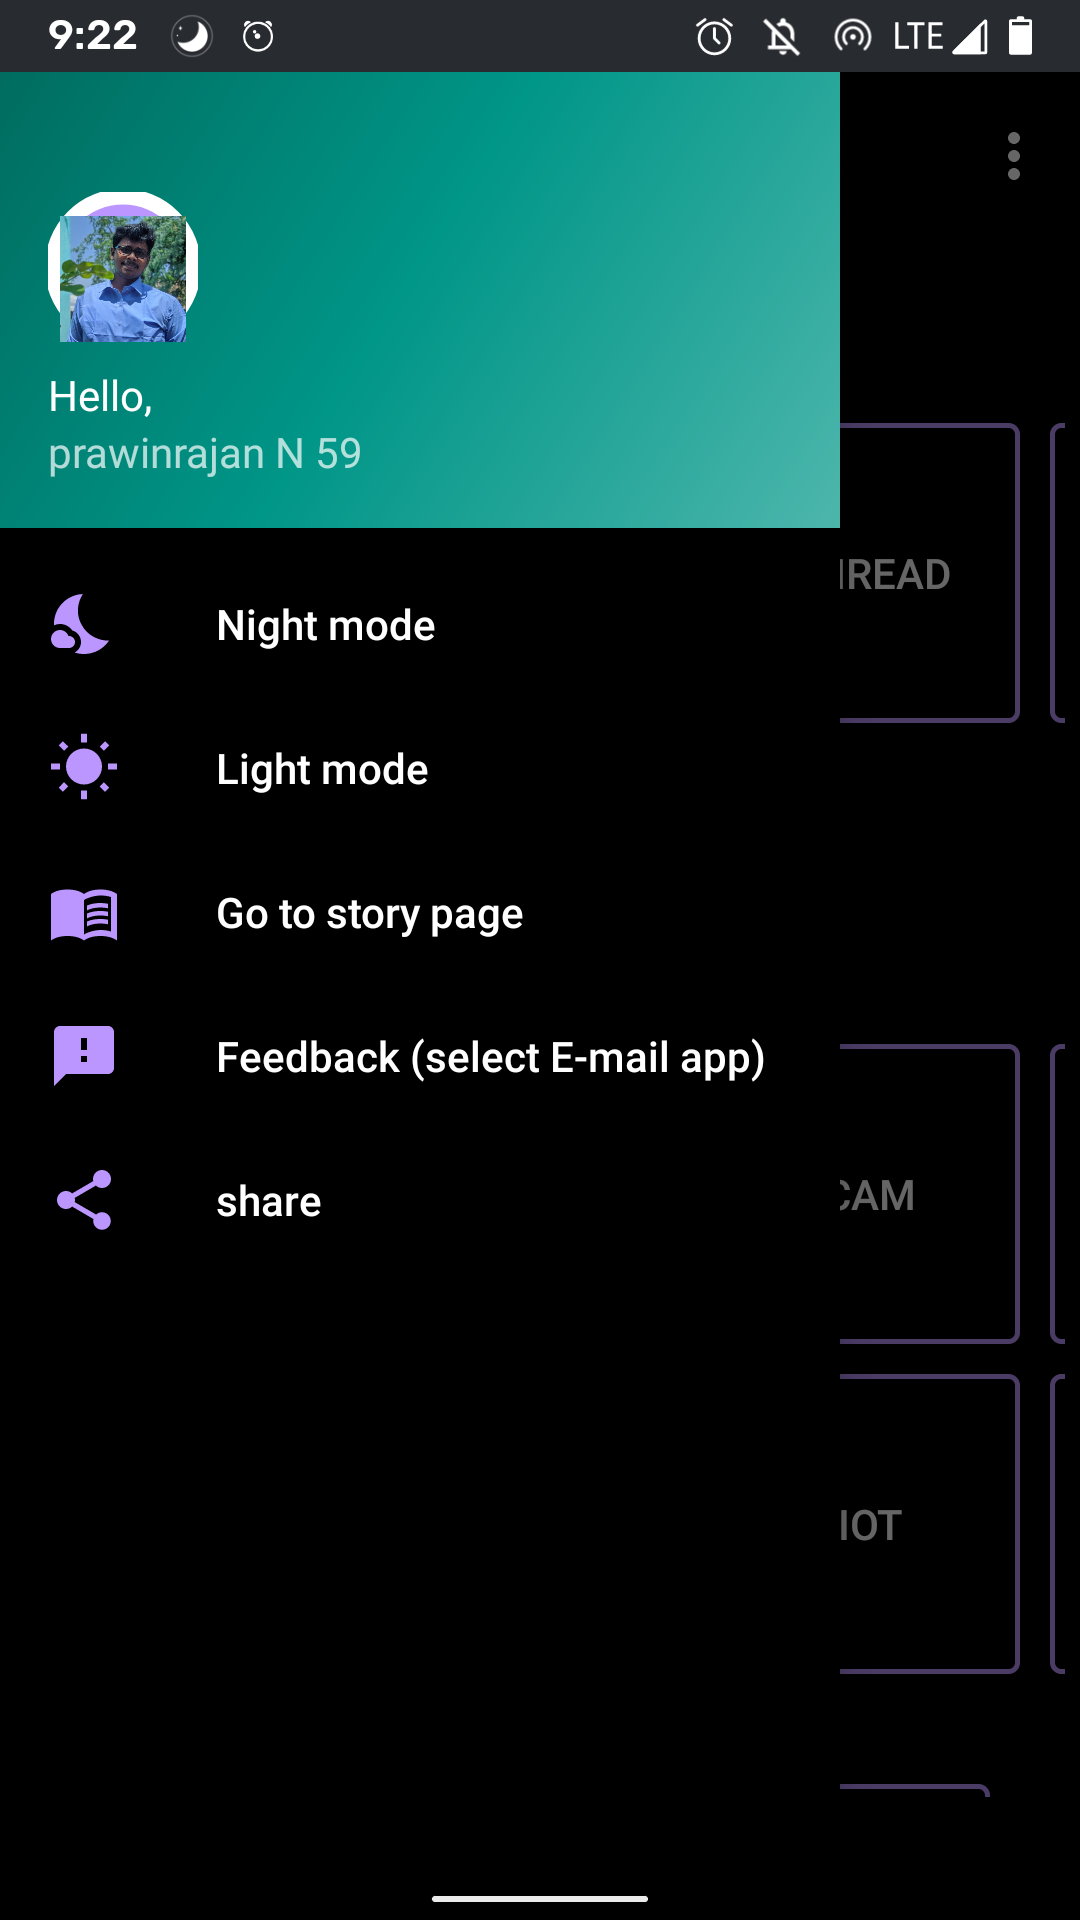 9:22 LTE
Hello,
prawinrajan N 59
Night mode
Light mode
Go to story page
Feedback (select E-mail app)
share
READ
CAM
IOT